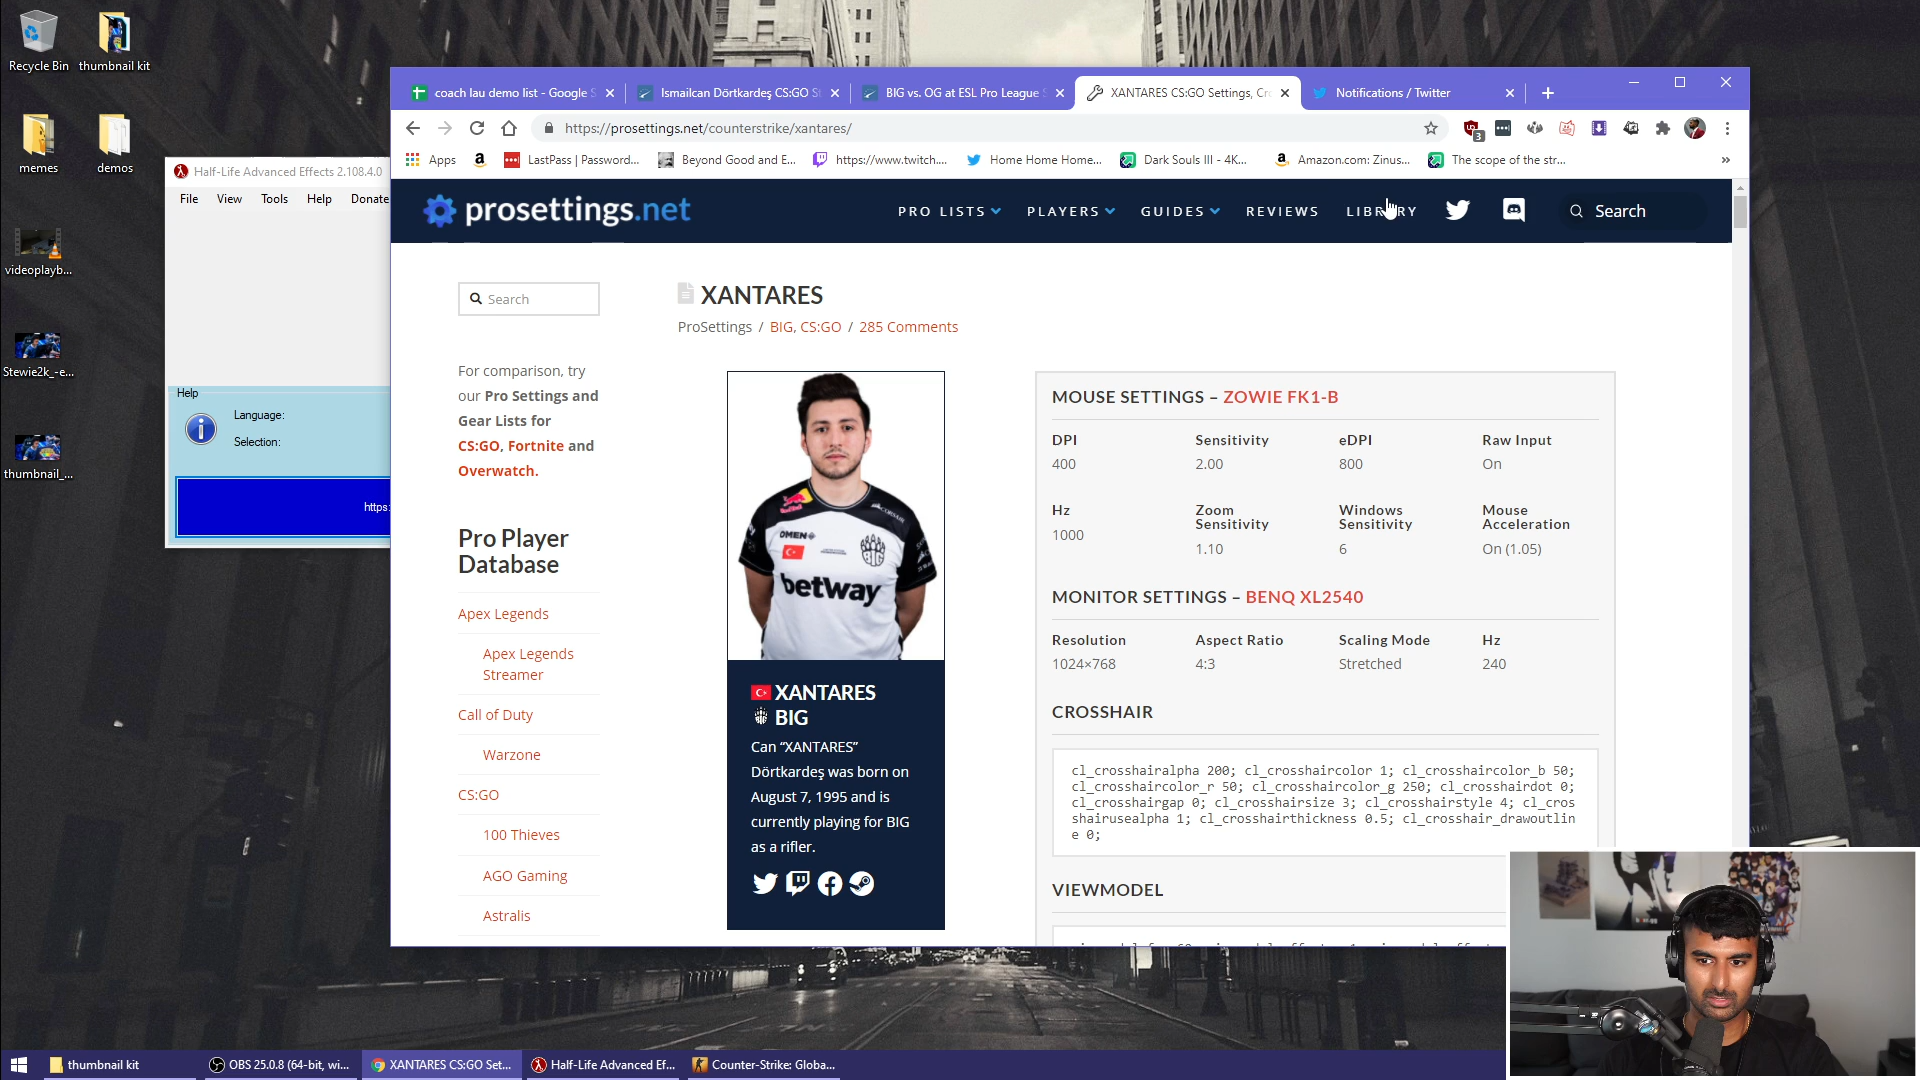 Recycle Bin
thumbnail kit
memes
demos
videoplayb...
Stewie2k_-e...
thumbnail_...
Half-Life Advanced Effects 2.108.4.0
File View Tools Help Donate
Help
Language:
Selection:
https:
coach lau demo list - Google S
Ismailcan Dörtkardeş CS:GO St
BIG vs. OG at ESL Pro League S
XANTARES CS:GO Settings, Cro
Notifications / Twitter
https://prosettings.net/counterstrike/xantares/
3
Apps
LastPass | Password...
Beyond Good and E...
https://www.twitch....
Home Home Home...
Dark Souls III - 4K...
Amazon.com: Zinus...
The scope of the str...
prosettings.net
PRO LISTS
PLAYERS
GUIDES
REVIEWS
LIBRARY
Search
Search
For comparison, try
our Pro Settings and
Gear Lists for
CS:GO, Fortnite and
Overwatch.
Pro Player
Database
Apex Legends
Apex Legends
Streamer
Call of Duty
Warzone
CS:GO
100 Thieves
AGO Gaming
Astralis
XANTARES
ProSettings / BIG, CS:GO / 285 Comments
OMEN
CORSAIR
BIG
betway
XANTARES
BIG
Can “XANTARES”
Dörtkardeş was born on
August 7, 1995 and is
currently playing for BIG
as a rifler.
MOUSE SETTINGS – ZOWIE FK1-B
DPI Sensitivity eDPI Raw Input
400 2.00 800 On
Hz Zoom Sensitivity Windows Sensitivity Mouse Acceleration
1000 1.10 6 On (1.05)
MONITOR SETTINGS – BENQ XL2540
Resolution Aspect Ratio Scaling Mode Hz
1024×768 4:3 Stretched 240
CROSSHAIR
cl_crosshairalpha 200; cl_crosshaircolor 1; cl_crosshaircolor_b 50;
cl_crosshaircolor_r 50; cl_crosshaircolor_g 250; cl_crosshairdot 0;
cl_crosshairgap 0; cl_crosshairsize 3; cl_crosshairstyle 4; cl_cros
shairusealpha 1; cl_crosshairthickness 0.5; cl_crosshair_drawoutlin
e 0;
VIEWMODEL
thumbnail kit
OBS 25.0.8 (64-bit, wi...
XANTARES CS:GO Set...
Half-Life Advanced Ef...
Counter-Strike: Globa...